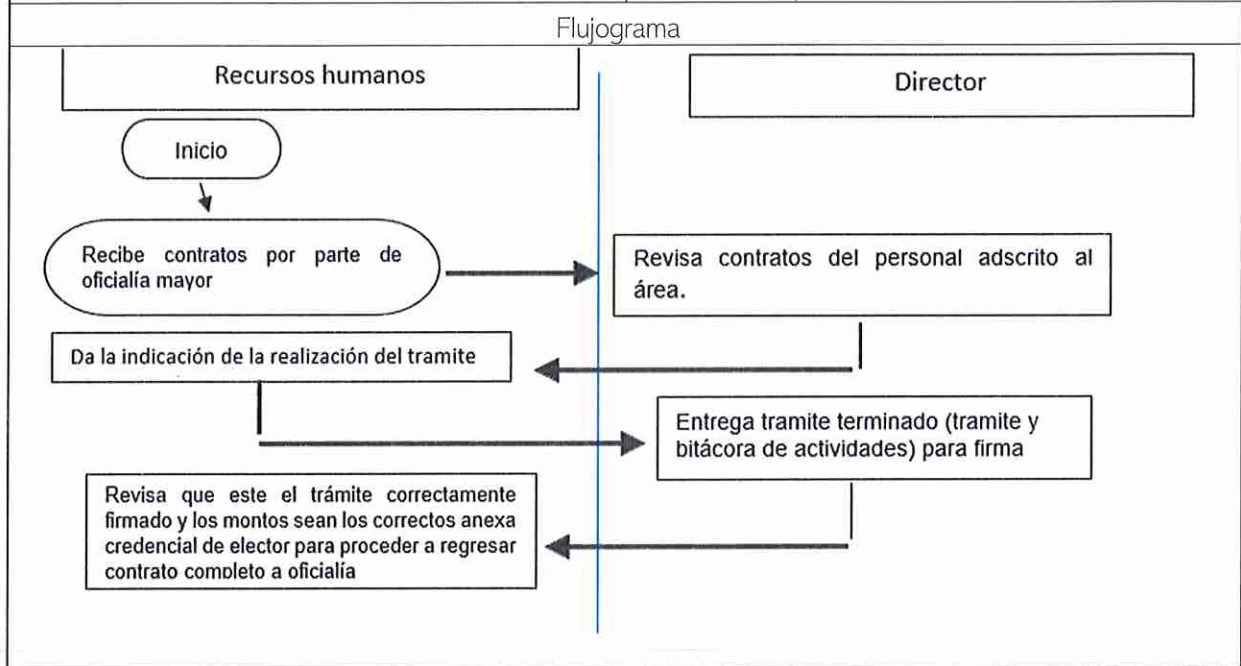 Flujograma
Recursos humanos
Director
Inicio
Recibe contratos por parte de
oficialía mayor
Revisa contratos del personal adscrito al
área.
Da la indicación de la realización del tramite
Entrega tramite terminado (tramite y
bitácora de actividades) para firma
Revisa que este el trámite correctamente
firmado y los montos sean los correctos anexa
credencial de elector para proceder a regresar
contrato completo a oficialía